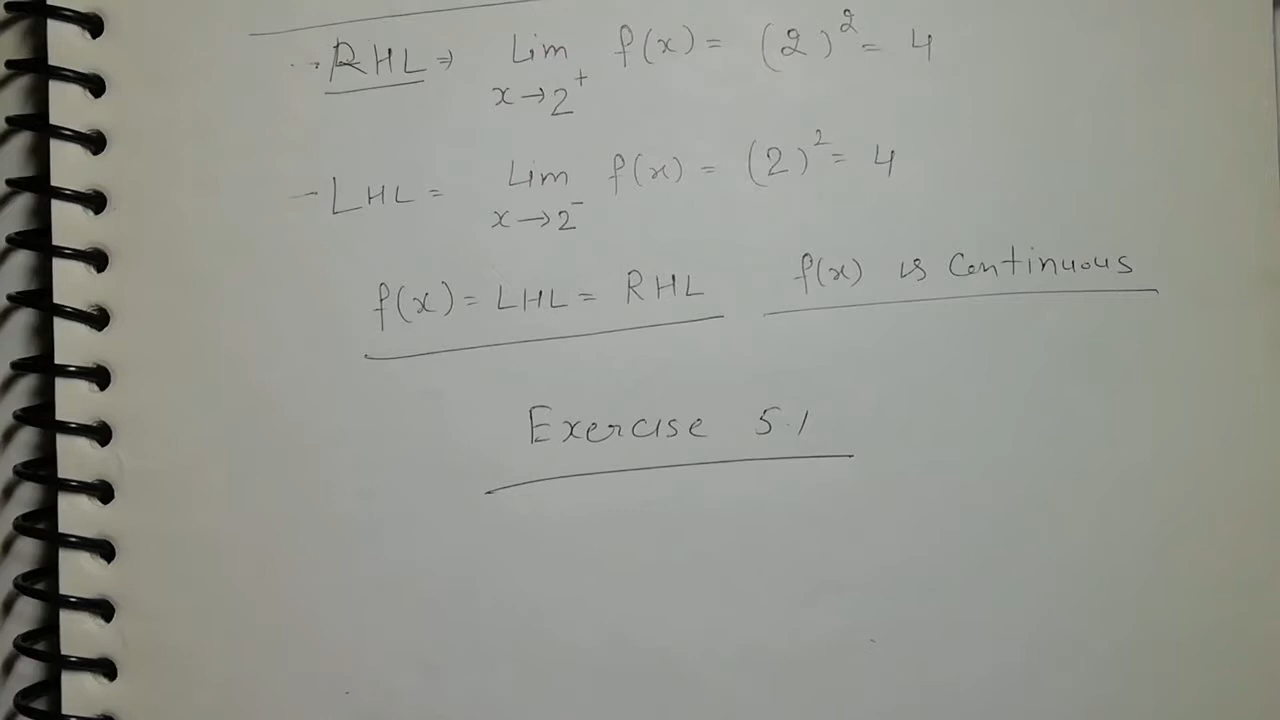 RHL ⇒ Lim f(x) = (2)² = 4
x→2⁺
- LHL = Lim f(x) = (2)² = 4
x→2⁻
f(x) = LHL = RHL f(x) is Continuous
Exercise 5.1